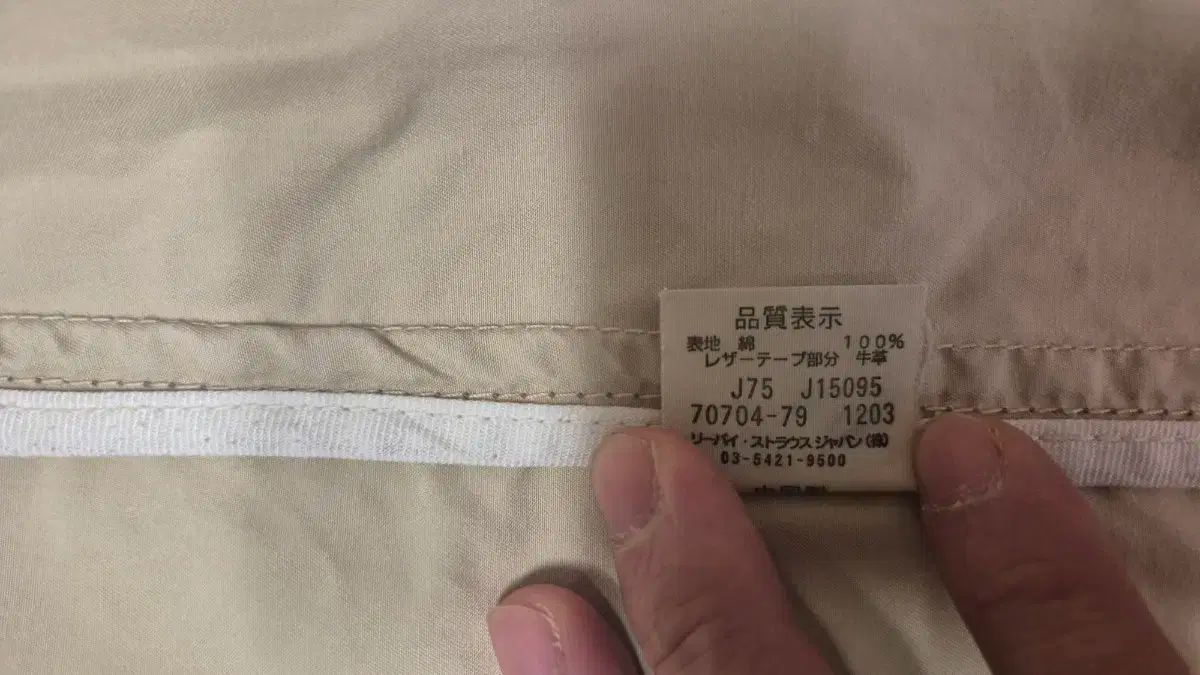 品質表示
表地 綿 100%
レザーテープ部分 牛革
J75 J15095
70704-79 1203
リーバイ・ストラウス ジャパン(株)
03-5421-9500